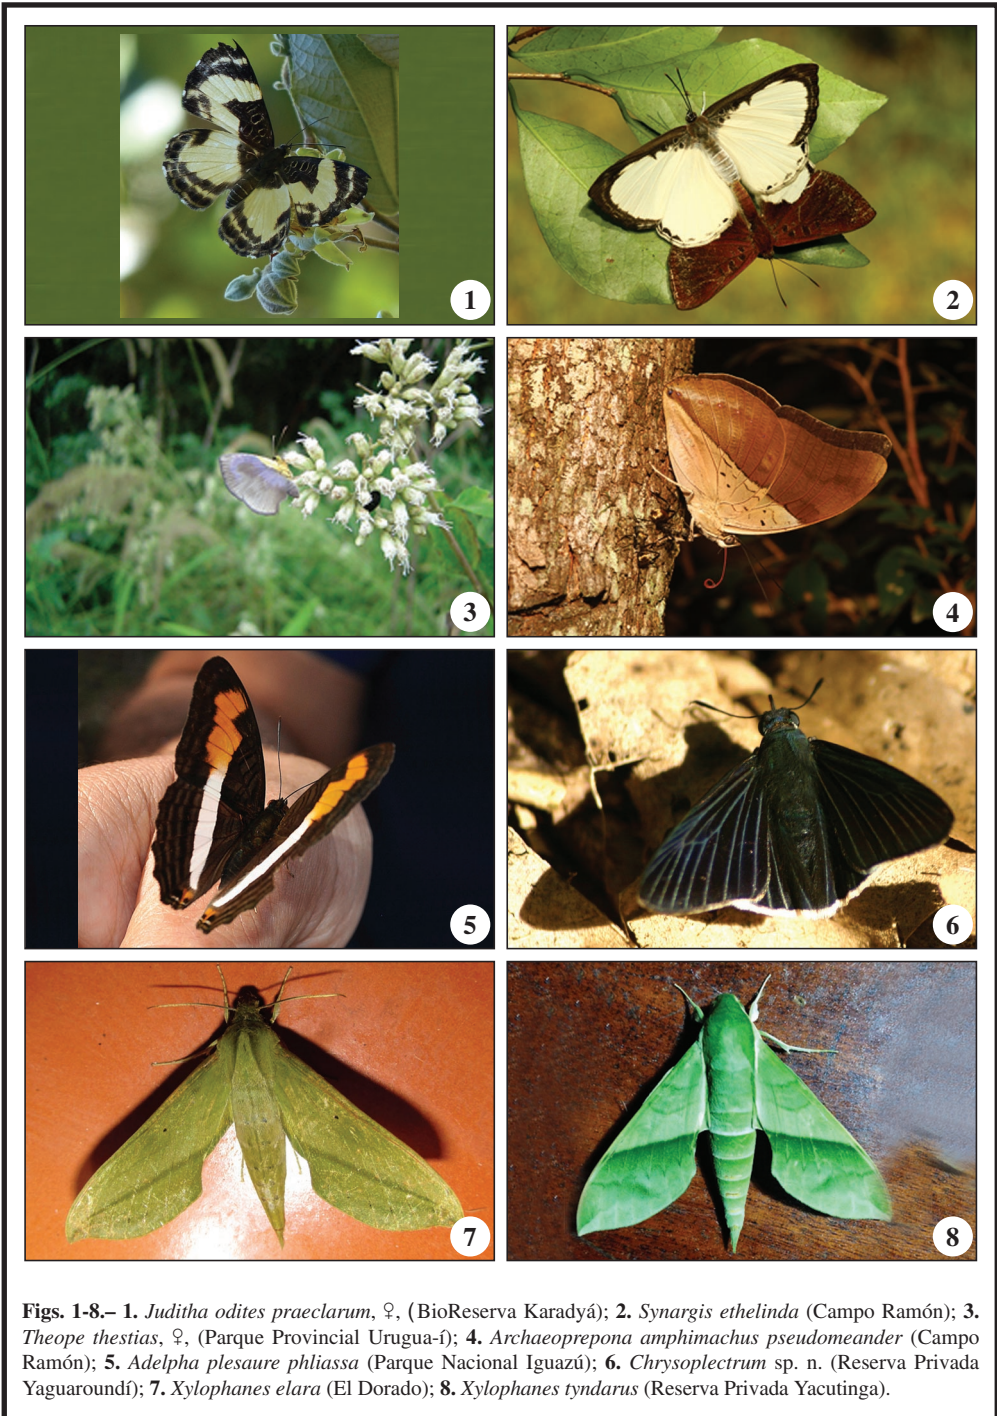 1
2
3
4
5
6
7
8
Figs. 1-8.– 1. Juditha odites praeclarum, ♀, (BioReserva Karadyá); 2. Synargis ethelinda (Campo Ramón); 3.
Theope thestias, ♀, (Parque Provincial Urugua-í); 4. Archaeoprepona amphimachus pseudomeander (Campo
Ramón); 5. Adelpha plesaure phliassa (Parque Nacional Iguazú); 6. Chrysoplectrum sp. n. (Reserva Privada
Yaguaroundí); 7. Xylophanes elara (El Dorado); 8. Xylophanes tyndarus (Reserva Privada Yacutinga).